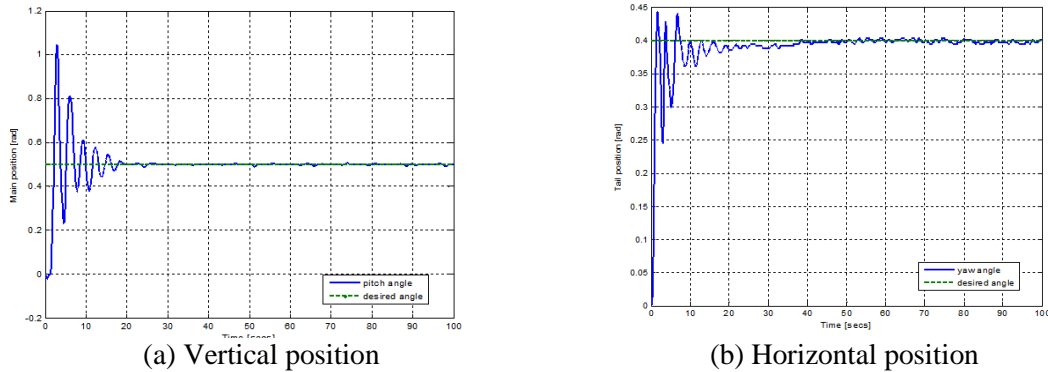 1.2
1
0.8
0.6
0.4
0.2
0
-0.2
Main position [rad]
pitch angle
desired angle
0 10 20 30 40 50 60 70 80 90 100
Time [secs]
(a) Vertical position
0.45
0.4
0.35
0.3
0.25
0.2
0.15
0.1
0.05
0
Tail position [rad]
yaw angle
desired angle
0 10 20 30 40 50 60 70 80 90 100
Time [secs]
(b) Horizontal position